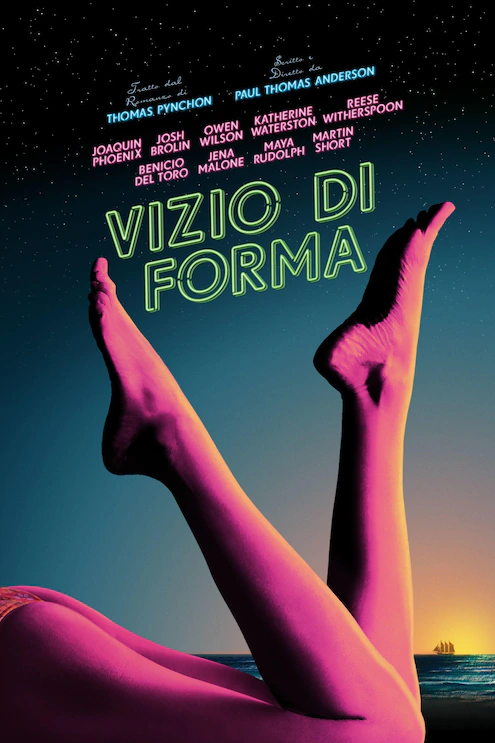 Tratto dal
Romanzo di
THOMAS PYNCHON
Scritto e
Diretto da
PAUL THOMAS ANDERSON
JOAQUIN PHOENIX
JOSH BROLIN
OWEN WILSON
KATHERINE WATERSTON
REESE WITHERSPOON
BENICIO DEL TORO
JENA MALONE
MAYA RUDOLPH
MARTIN SHORT
VIZIO DI
FORMA